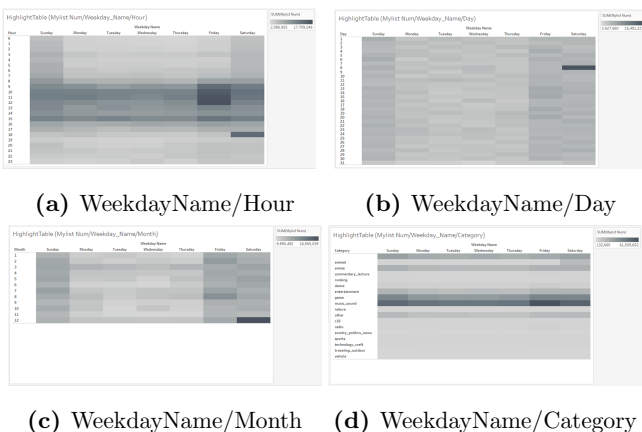 HighlightTable (Mylist Num/Weekday_Name/Hour)
SUM(Mylist Num)
Weekday Name
Hour Sunday Monday Tuesday Wednesday Thursday Friday Saturday
1
2
3
4
5
6
7
8
9
10
11
12
13
14
15
16
17
18
19
20
21
22
23
(a) WeekdayName/Hour
HighlightTable (Mylist Num/Weekday_Name/Day)
SUM(Mylist Num)
Weekday Name
Day Sunday Monday Tuesday Wednesday Thursday Friday Saturday
(b) WeekdayName/Day
HighlightTable (Mylist Num/Weekday_Name/Month)
SUM(Mylist Num)
Weekday Name
Month Sunday Monday Tuesday Wednesday Thursday Friday Saturday
1
2
3
4
5
6
7
8
9
10
11
12
(c) WeekdayName/Month
HighlightTable (Mylist Num/Weekday_Name/Category)
SUM(Mylist Num)
Weekday Name
Category Sunday Monday Tuesday Wednesday Thursday Friday Saturday
animal
anime
commentary_lecture
cooking
dance
entertainment
game
music_sound
nature
other
r18
radio
sports
technology_craft
traveling_outdoor
vehicle
(d) WeekdayName/Category